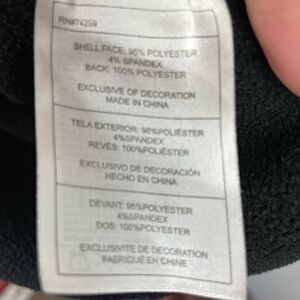 RN#74299
SHELL FACE: 96% POLYESTER
4% SPANDEX
BACK: 100% POLYESTER
EXCLUSIVE OF DECORATION
MADE IN CHINA
TELA EXTERIOR: 96%POLIÉSTER
4%SPANDEX
REVÉS: 100%POLIÉSTER
EXCLUSIVO DE DECORACIÓN
HECHO EN CHINA
DEVANT: 96%POLYESTER
4%SPANDEX
DOS: 100%POLYESTER
EXCLUSIVITE DE DECORATION
FABRIQUÉ EN CHINE